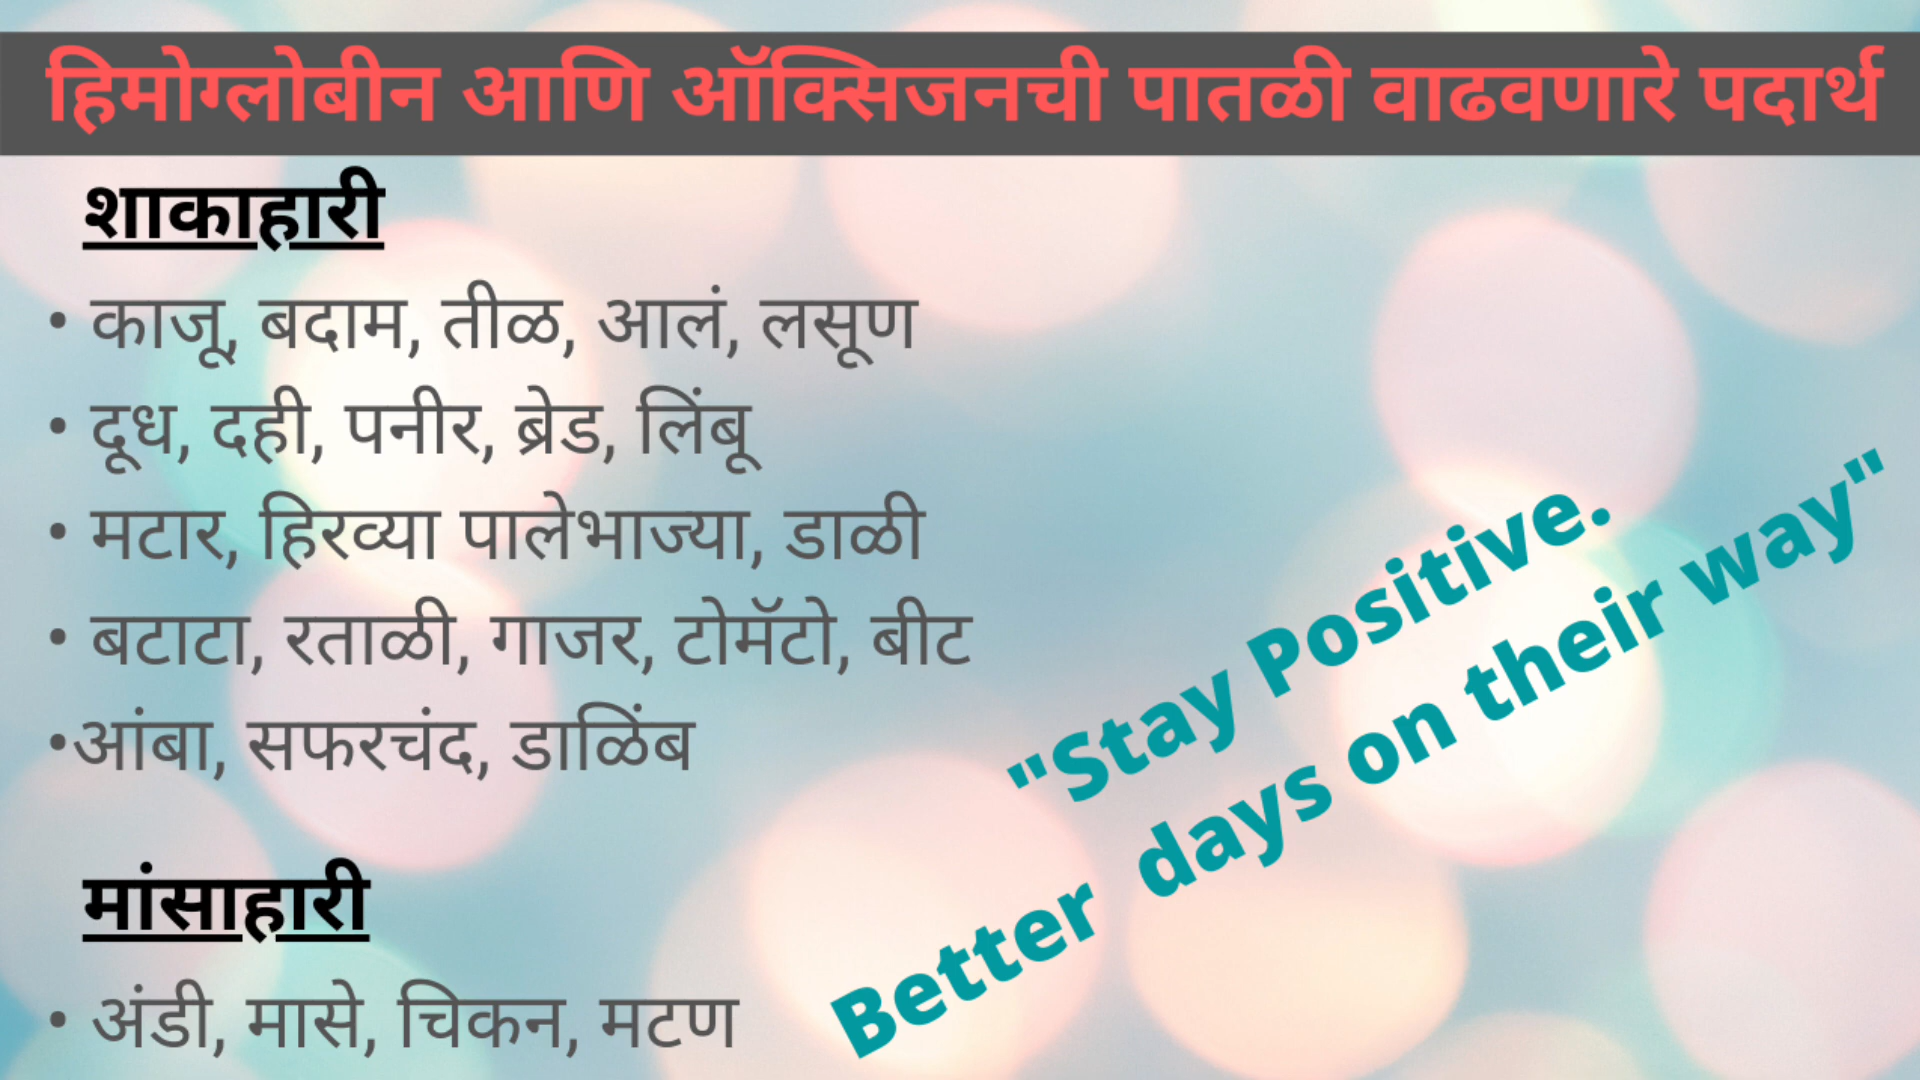 हिमोग्लोबीन आणि ऑक्सिजनची पातळी वाढवणारे पदार्थ
शाकाहारी
• काजू, बदाम, तीळ, आलं, लसूण
• दूध, दही, पनीर, ब्रेड, लिंबू
• मटार, हिरव्या पालेभाज्या, डाळी
• बटाटा, रताळी, गाजर, टोमॅटो, बीट
•आंबा, सफरचंद, डाळिंब
मांसाहारी
• अंडी, मासे, चिकन, मटण
"Stay Positive.
Better days on their way"